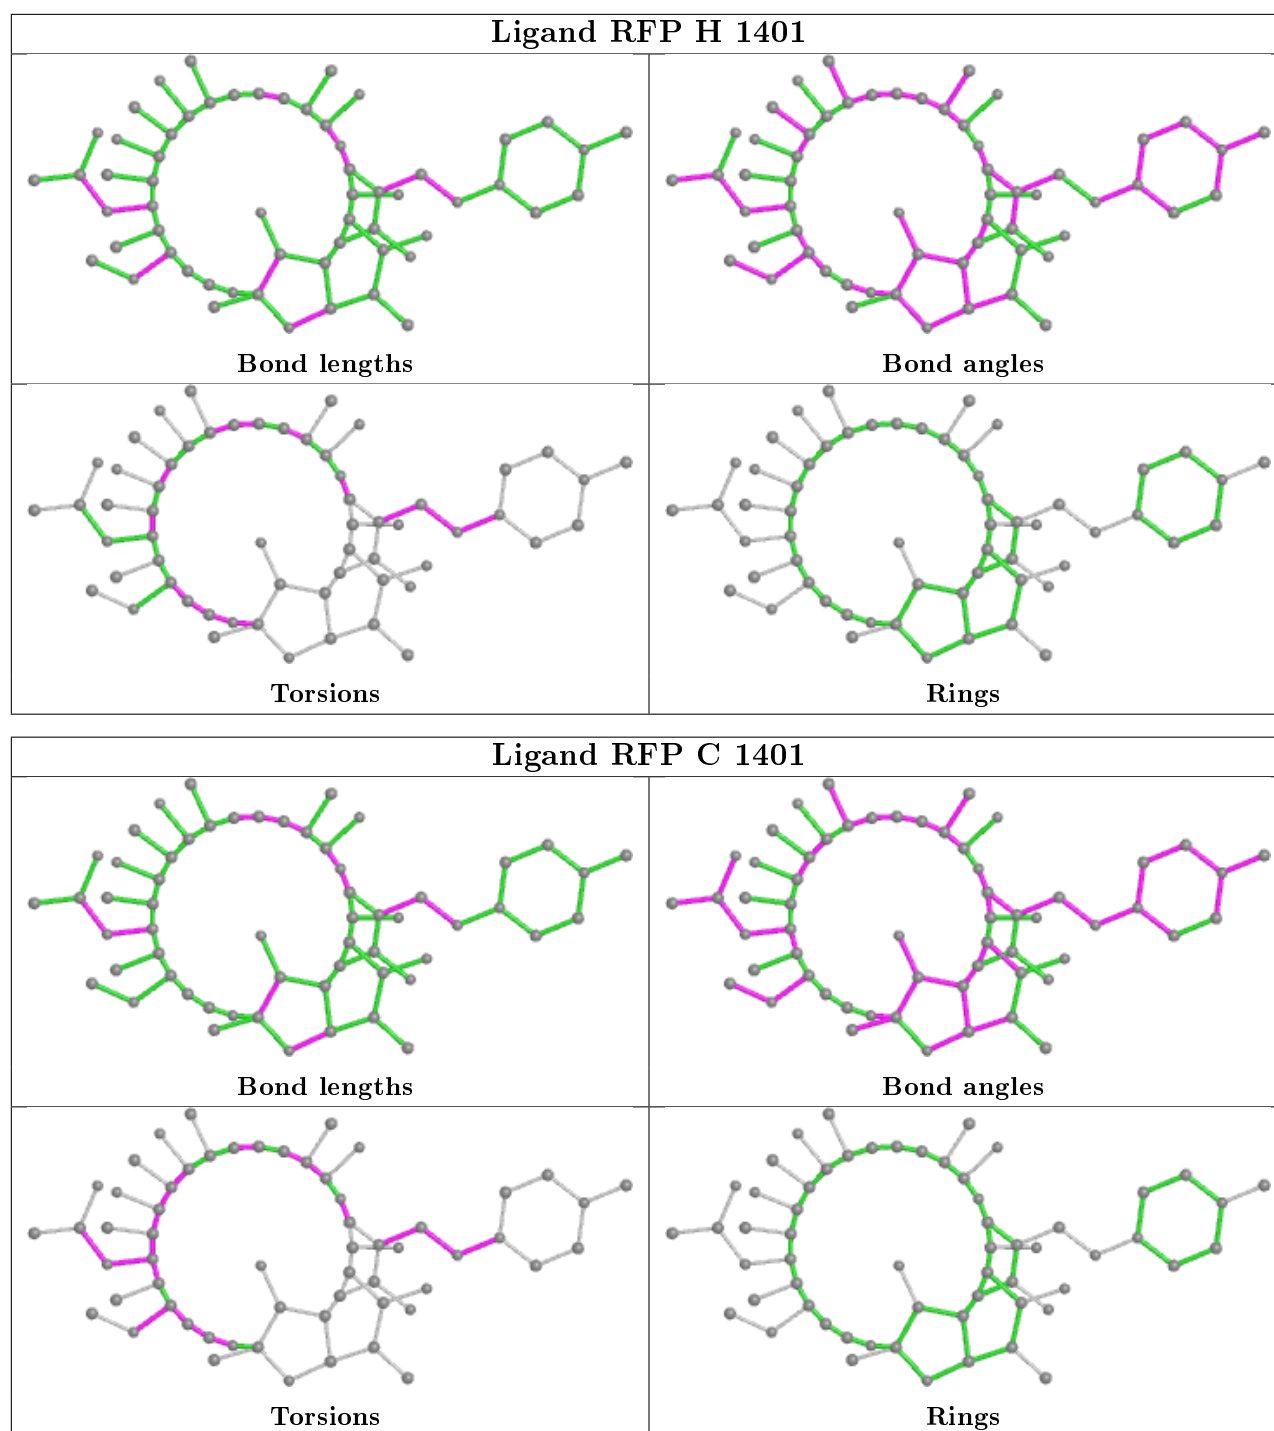 Ligand RFP H 1401
Bond lengths
Bond angles
Torsions
Rings
Ligand RFP C 1401
Bond lengths
Bond angles
Torsions
Rings